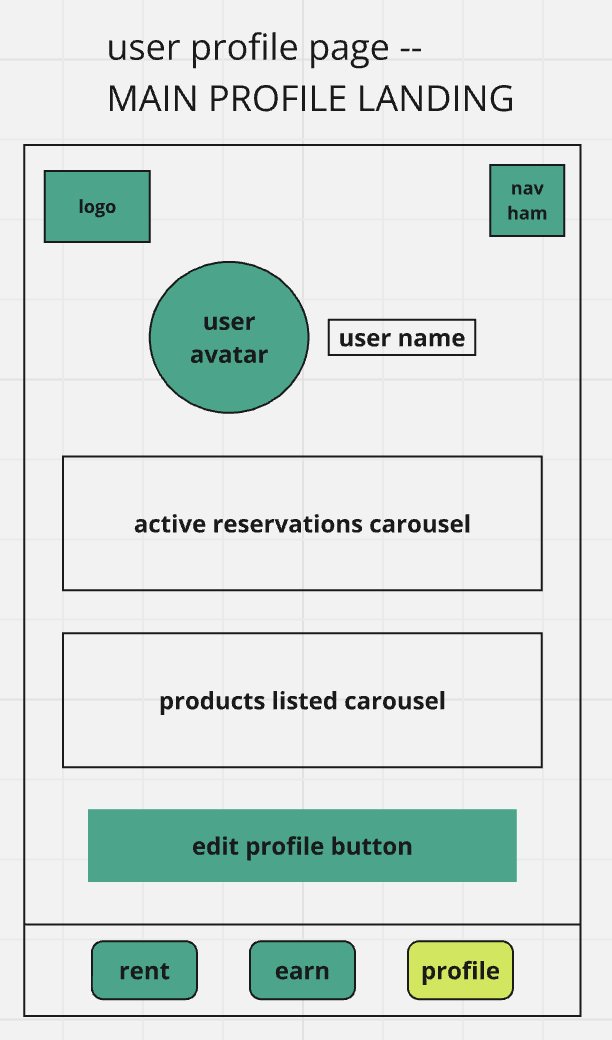 user profile page --
MAIN PROFILE LANDING
logo
nav
ham
user
avatar
user name
active reservations carousel
products listed carousel
edit profile button
rent
earn
profile